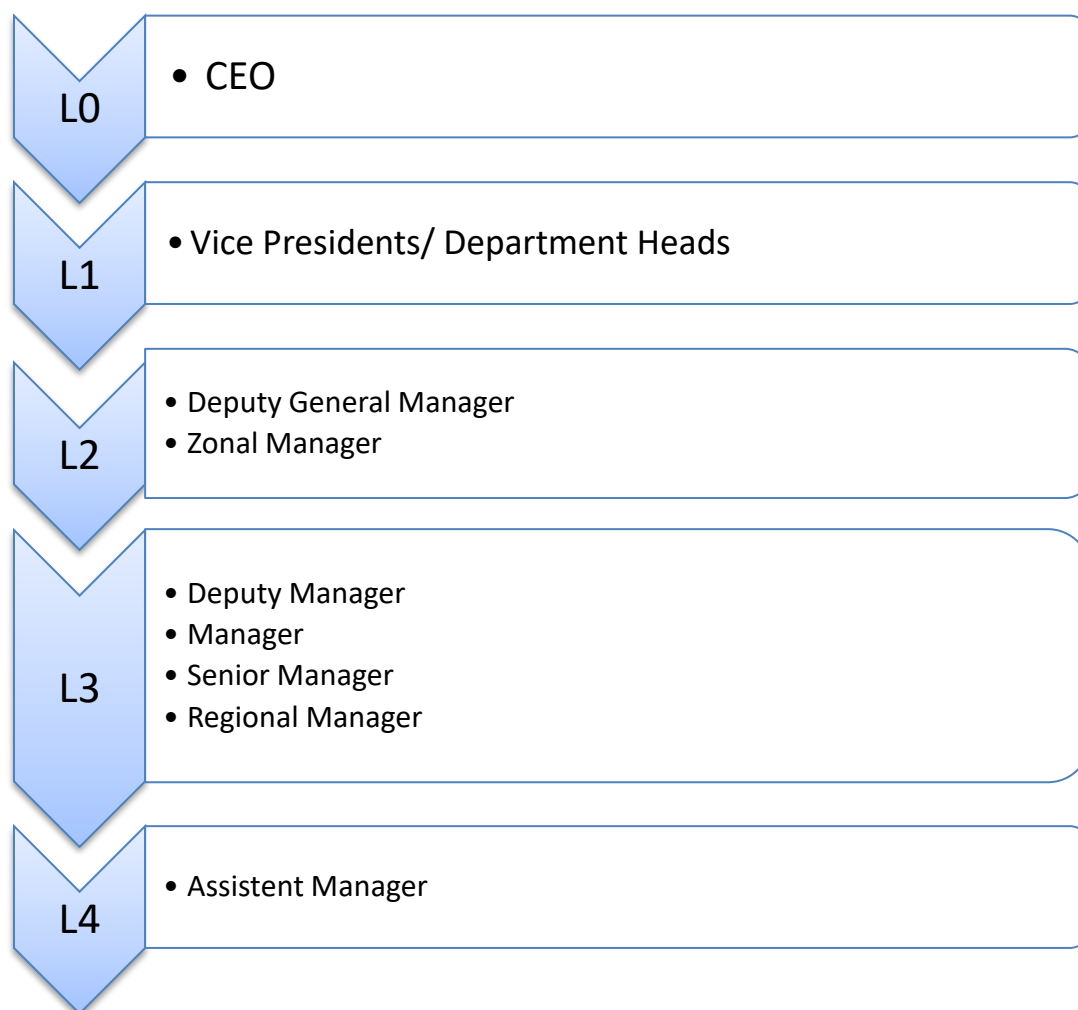 L0
• CEO
L1
• Vice Presidents/ Department Heads
L2
• Deputy General Manager
• Zonal Manager
L3
• Deputy Manager
• Manager
• Senior Manager
• Regional Manager
L4
• Assistent Manager